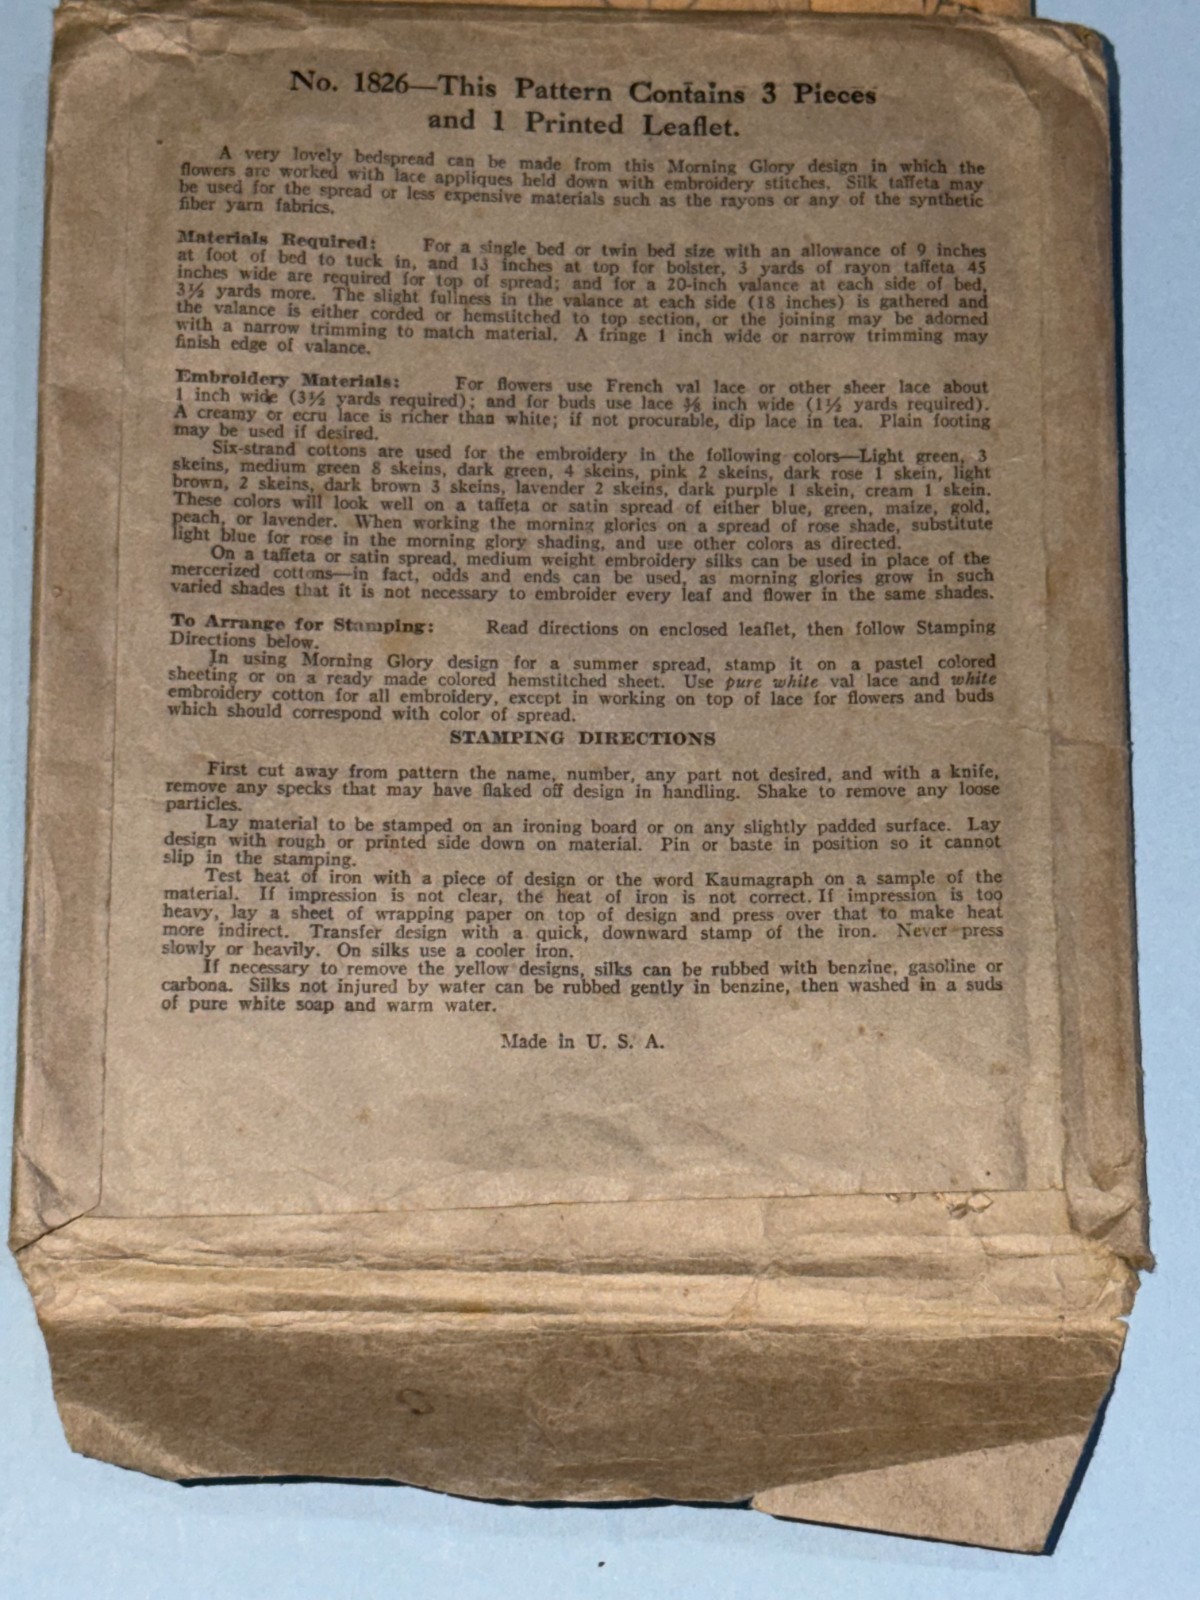 No. 1826—This Pattern Contains 3 Pieces
and 1 Printed Leaflet.
A very lovely bedspread can be made from this Morning Glory design in which the
flowers are worked with lace appliques held down with embroidery stitches. Silk taffeta may
be used for the spread or less expensive materials such as the rayons or any of the synthetic
fiber yarn fabrics.
Materials Required: For a single bed or twin bed size with an allowance of 9 inches
at foot of bed to tuck in, and 13 inches at top for bolster, 3 yards of rayon taffeta 45
inches wide are required for top of spread; and for a 20-inch valance at each side of bed,
3½ yards more. The slight fullness in the valance at each side (18 inches) is gathered and
the valance is either corded or hemstitched to top section, or the joining may be adorned
with a narrow trimming to match material. A fringe 1 inch wide or narrow trimming may
finish edge of valance.
Embroidery Materials: For flowers use French val lace or other sheer lace about
1 inch wide (3½ yards required); and for buds use lace ⅜ inch wide (1½ yards required).
A creamy or ecru lace is richer than white; if not procurable, dip lace in tea. Plain footing
may be used if desired.
Six-strand cottons are used for the embroidery in the following colors—Light green, 3
skeins, medium green 8 skeins, dark green, 4 skeins, pink 2 skeins, dark rose 1 skein, light
brown, 2 skeins, dark brown 3 skeins, lavender 2 skeins, dark purple 1 skein, cream 1 skein.
These colors will look well on a taffeta or satin spread of either blue, green, maize, gold,
peach, or lavender. When working the morning glories on a spread of rose shade, substitute
light blue for rose in the morning glory shading, and use other colors as directed.
On a taffeta or satin spread, medium weight embroidery silks can be used in place of the
mercerized cottons—in fact, odds and ends can be used, as morning glories grow in such
varied shades that it is not necessary to embroider every leaf and flower in the same shades.
To Arrange for Stamping: Read directions on enclosed leaflet, then follow Stamping
Directions below.
In using Morning Glory design for a summer spread, stamp it on a pastel colored
sheeting or on a ready made colored hemstitched sheet. Use pure white val lace and white
embroidery cotton for all embroidery, except in working on top of lace for flowers and buds
which should correspond with color of spread.
STAMPING DIRECTIONS
First cut away from pattern the name, number, any part not desired, and with a knife,
remove any specks that may have flaked off design in handling. Shake to remove any loose
particles.
Lay material to be stamped on an ironing board or on any slightly padded surface. Lay
design with rough or printed side down on material. Pin or baste in position so it cannot
slip in the stamping.
Test heat of iron with a piece of design or the word Kaumagraph on a sample of the
material. If impression is not clear, the heat of iron is not correct. If impression is too
heavy, lay a sheet of wrapping paper on top of design and press over that to make heat
more indirect. Transfer design with a quick, downward stamp of the iron. Never press
slowly or heavily. On silks use a cooler iron.
If necessary to remove the yellow designs, silks can be rubbed with benzine, gasoline or
carbona. Silks not injured by water can be rubbed gently in benzine, then washed in a suds
of pure white soap and warm water.
Made in U. S. A.